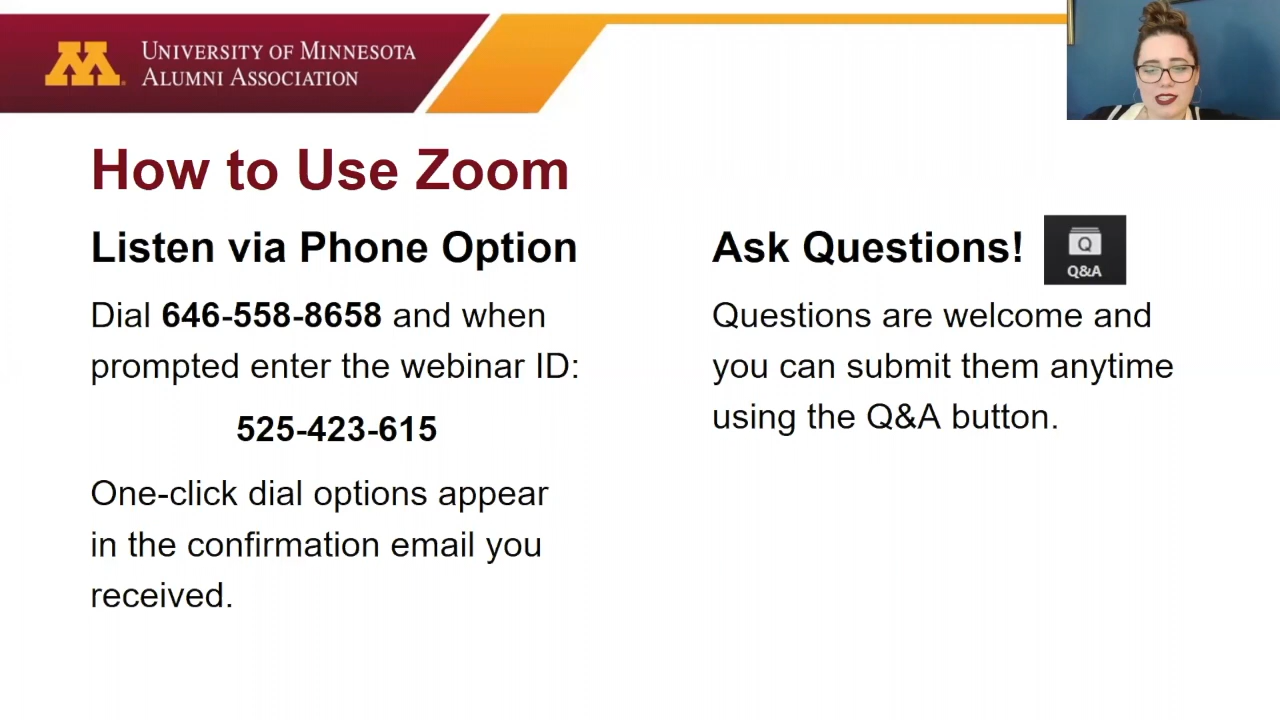 UNIVERSITY OF MINNESOTA
ALUMNI ASSOCIATION
How to Use Zoom
Listen via Phone Option
Dial 646-558-8658 and when
prompted enter the webinar ID:
525-423-615
One-click dial options appear
in the confirmation email you
received.
Ask Questions!
Q
Q&A
Questions are welcome and
you can submit them anytime
using the Q&A button.